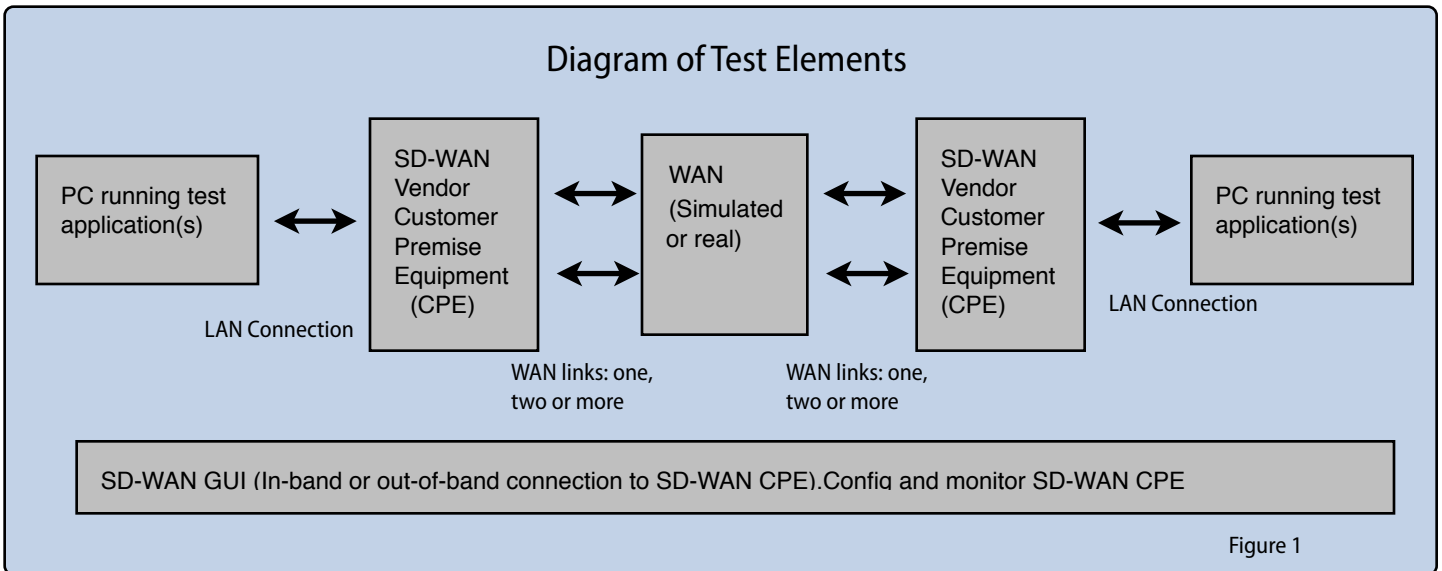 Diagram of Test Elements
PC running test
application(s)
LAN Connection
SD-WAN
Vendor
Customer
Premise
Equipment
(CPE)
WAN links: one,
two or more
WAN
(Simulated
or real)
WAN links: one,
two or more
SD-WAN
Vendor
Customer
Premise
Equipment
(CPE)
LAN Connection
PC running test
application(s)
SD-WAN GUI (In-band or out-of-band connection to SD-WAN CPE).Config and monitor SD-WAN CPE
Figure 1